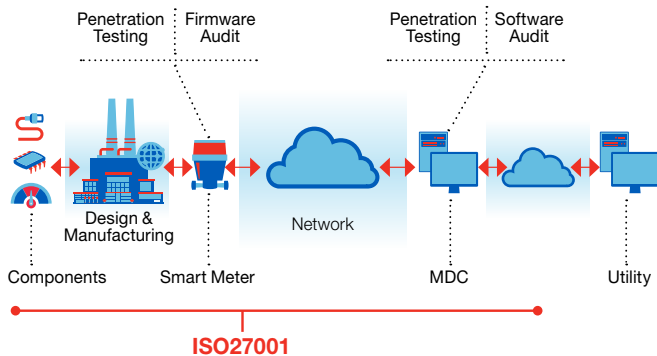 Penetration Testing
Firmware Audit
Penetration Testing
Software Audit
Design &
Manufacturing
Network
Components
Smart Meter
MDC
Utility
ISO27001